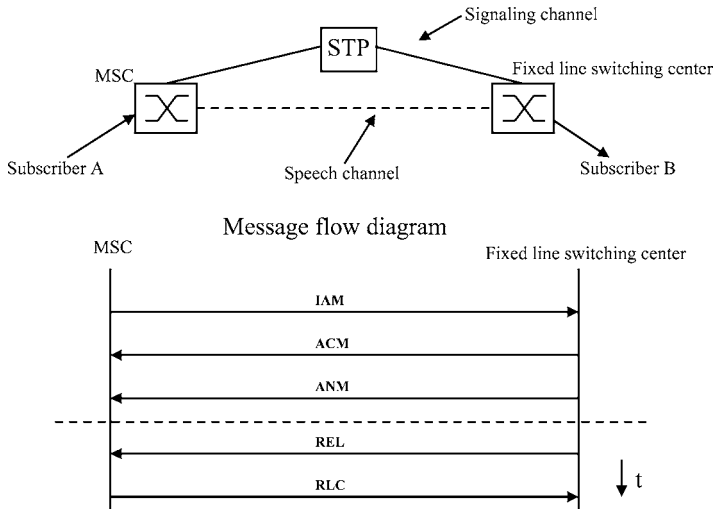 Signaling channel
STP
MSC
Fixed line switching center
Subscriber A
Speech channel
Subscriber B
Message flow diagram
MSC
Fixed line switching center
IAM
ACM
ANM
REL
RLC
t